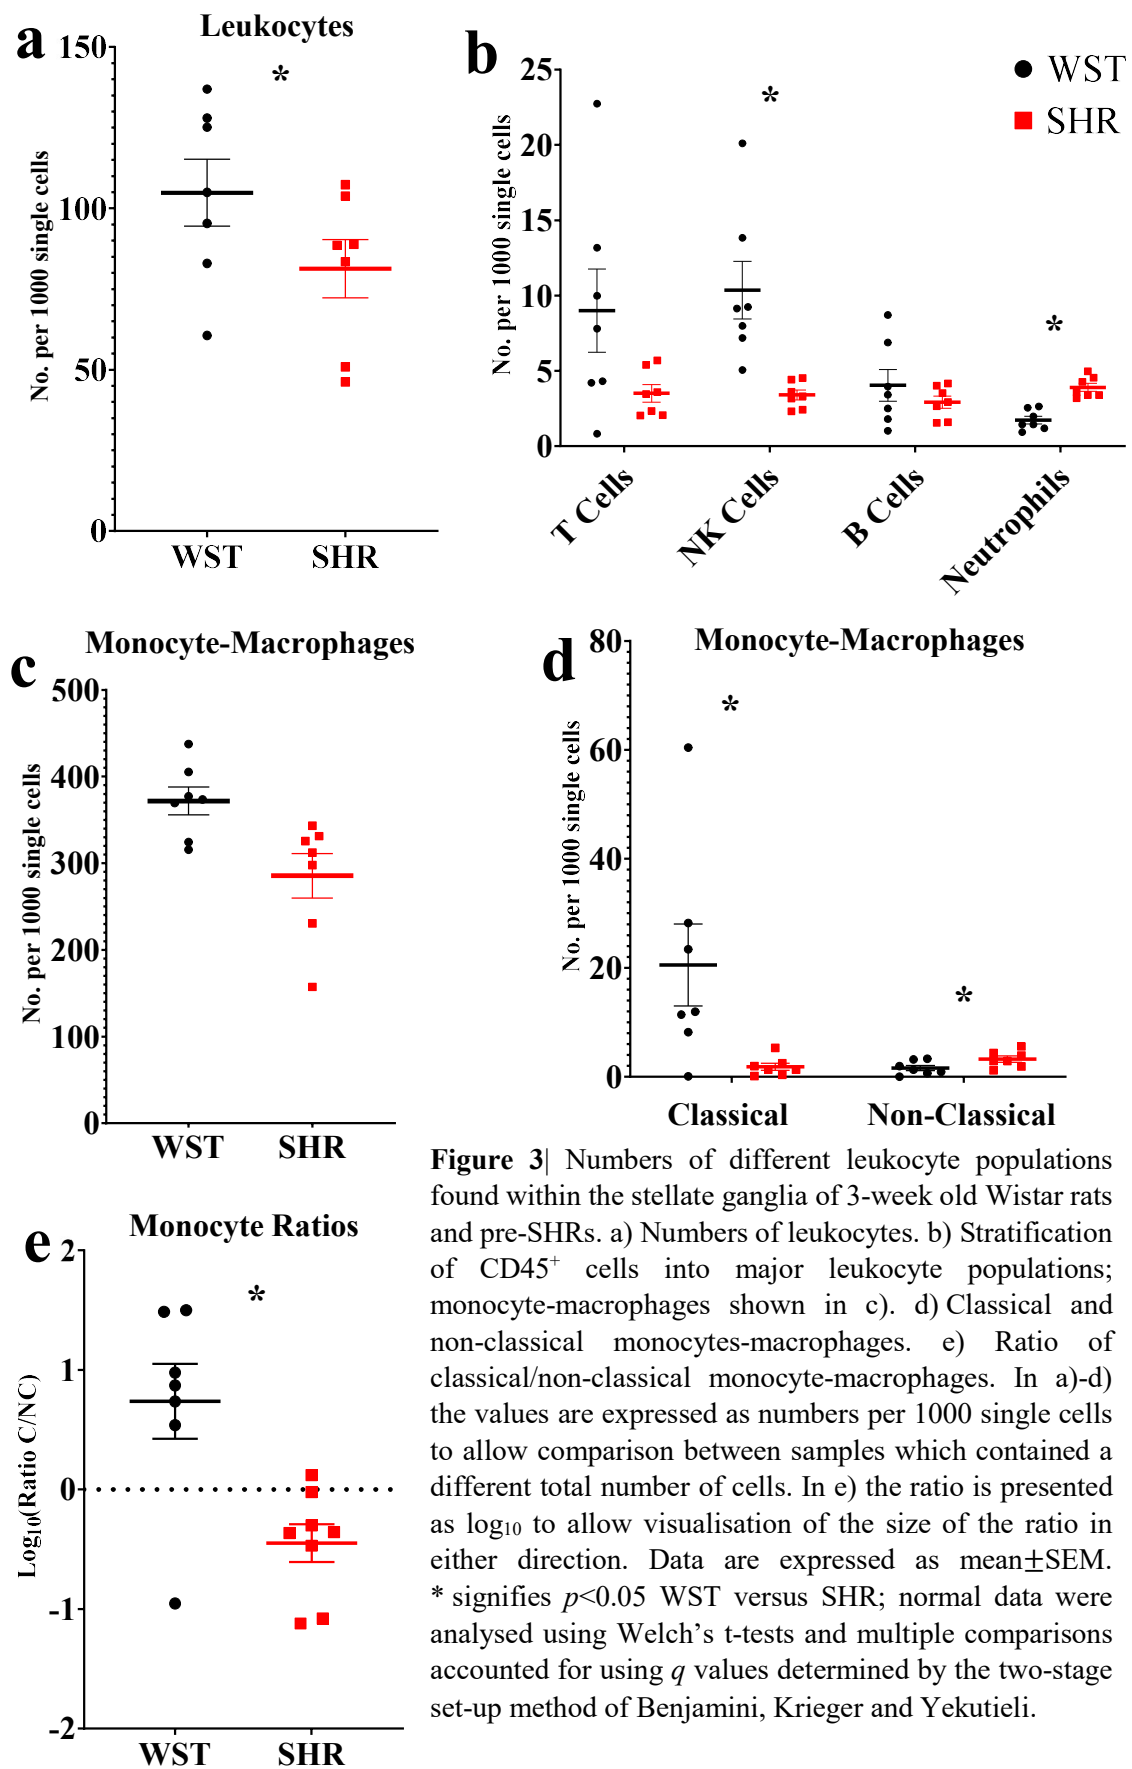 a
Leukocytes
*
No. per 1000 single cells
150
100
50
0
WST
SHR
b
*
*
No. per 1000 single cells
25
20
15
10
5
0
T Cells
NK Cells
B Cells
Neutrophils
WST
SHR
c
Monocyte-Macrophages
No. per 1000 single cells
500
400
300
200
100
0
WST
SHR
d
Monocyte-Macrophages
*
*
No. per 1000 single cells
80
60
40
20
0
Classical
Non-Classical
e
Monocyte Ratios
*
Log₁₀(Ratio C/NC)
2
1
0
-1
-2
WST
SHR
Figure 3| Numbers of different leukocyte populations
found within the stellate ganglia of 3-week old Wistar rats
and pre-SHRs. a) Numbers of leukocytes. b) Stratification
of CD45⁺ cells into major leukocyte populations;
monocyte-macrophages shown in c). d) Classical and
non-classical monocytes-macrophages. e) Ratio of
classical/non-classical monocyte-macrophages. In a)-d)
the values are expressed as numbers per 1000 single cells
to allow comparison between samples which contained a
different total number of cells. In e) the ratio is presented
as log₁₀ to allow visualisation of the size of the ratio in
either direction. Data are expressed as mean±SEM.
* signifies p<0.05 WST versus SHR; normal data were
analysed using Welch's t-tests and multiple comparisons
accounted for using q values determined by the two-stage
set-up method of Benjamini, Krieger and Yekutieli.